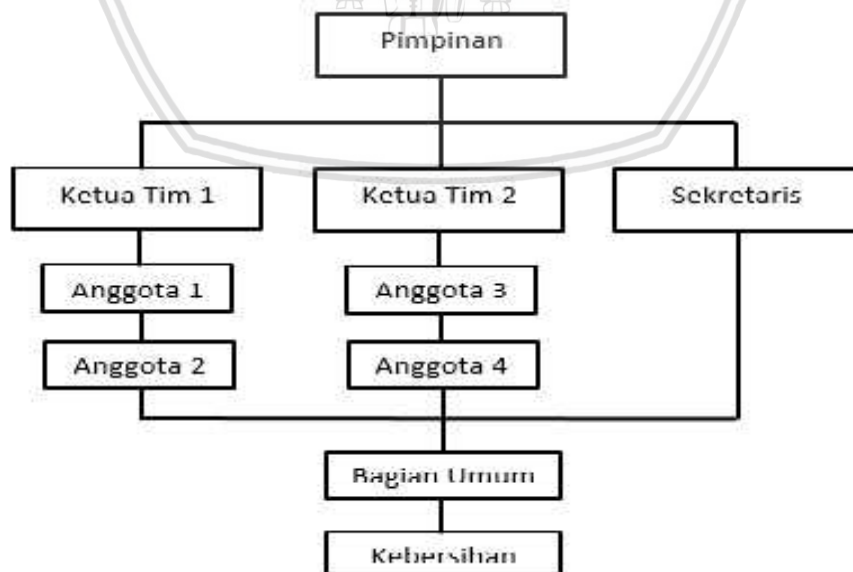 Pimpinan
Ketua Tim 1
Ketua Tim 2
Sekretaris
Anggota 1
Anggota 3
Anggota 2
Anggota 4
Bagian Umum
Kebersihan